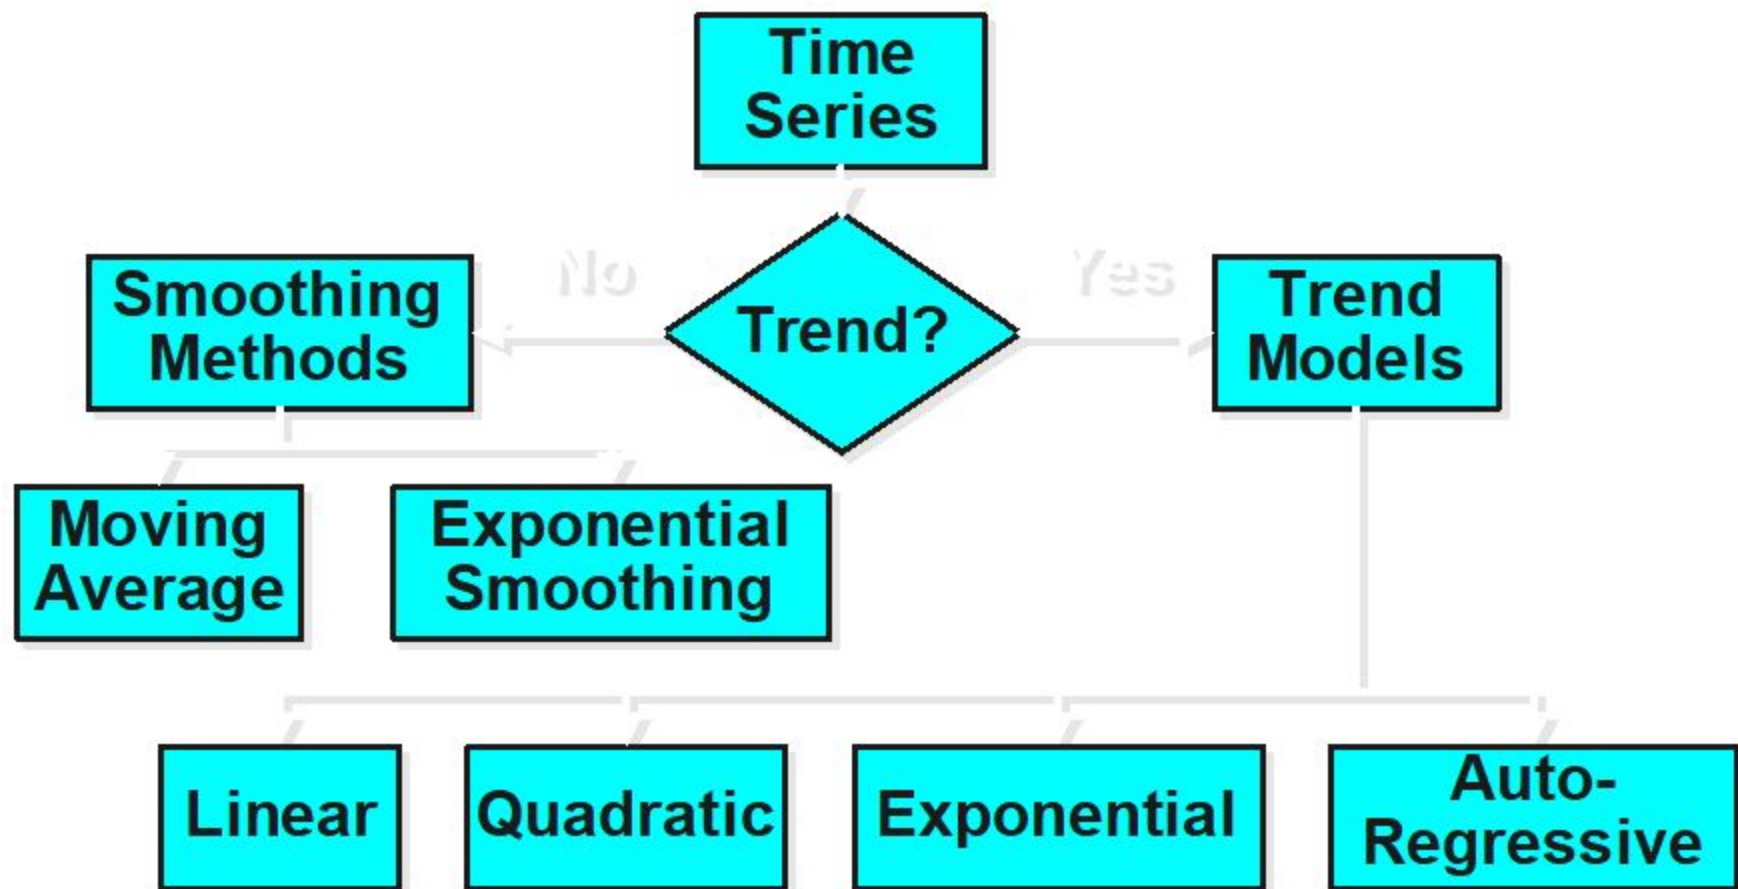 Time
Series
No
Yes
Smoothing
Methods
Trend?
Trend
Models
Moving
Average
Exponential
Smoothing
Linear
Quadratic
Exponential
Auto-
Regressive